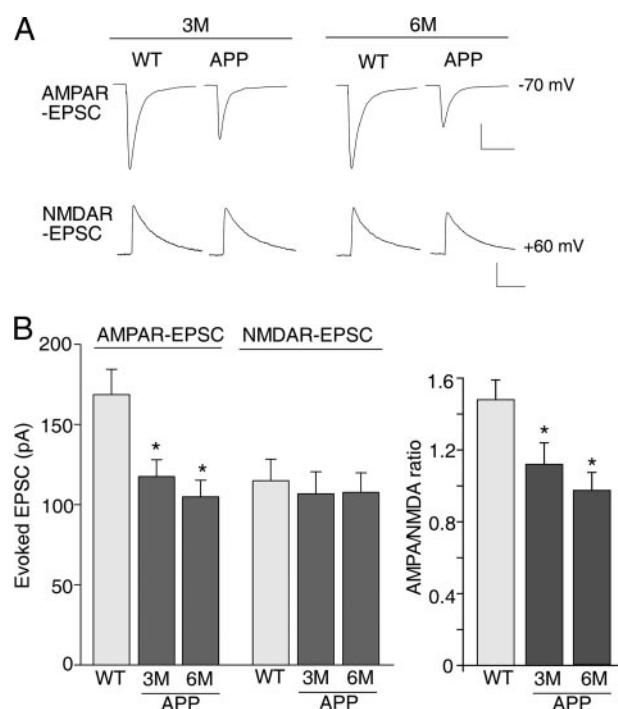 A
3M 6M
WT APP WT APP
AMPAR
-EPSC
-70 mV
NMDAR
-EPSC
+60 mV
B
AMPAR-EPSC NMDAR-EPSC
Evoked EPSC (pA)
200
150
100
50
0
WT 3M 6M WT 3M 6M
APP APP
* *
AMPA/NMDA ratio
1.6
1.2
0.8
0.4
0
* *
WT 3M 6M
APP